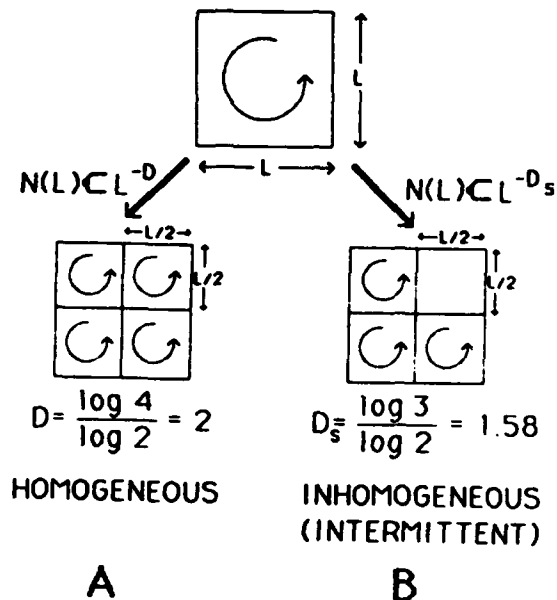 L
L
N(L)⊂L^-D
N(L)⊂L^-Ds
L/2
L/2
L/2
L/2
D= log 4 / log 2 = 2
Ds= log 3 / log 2 = 1.58
HOMOGENEOUS
INHOMOGENEOUS
(INTERMITTENT)
A
B